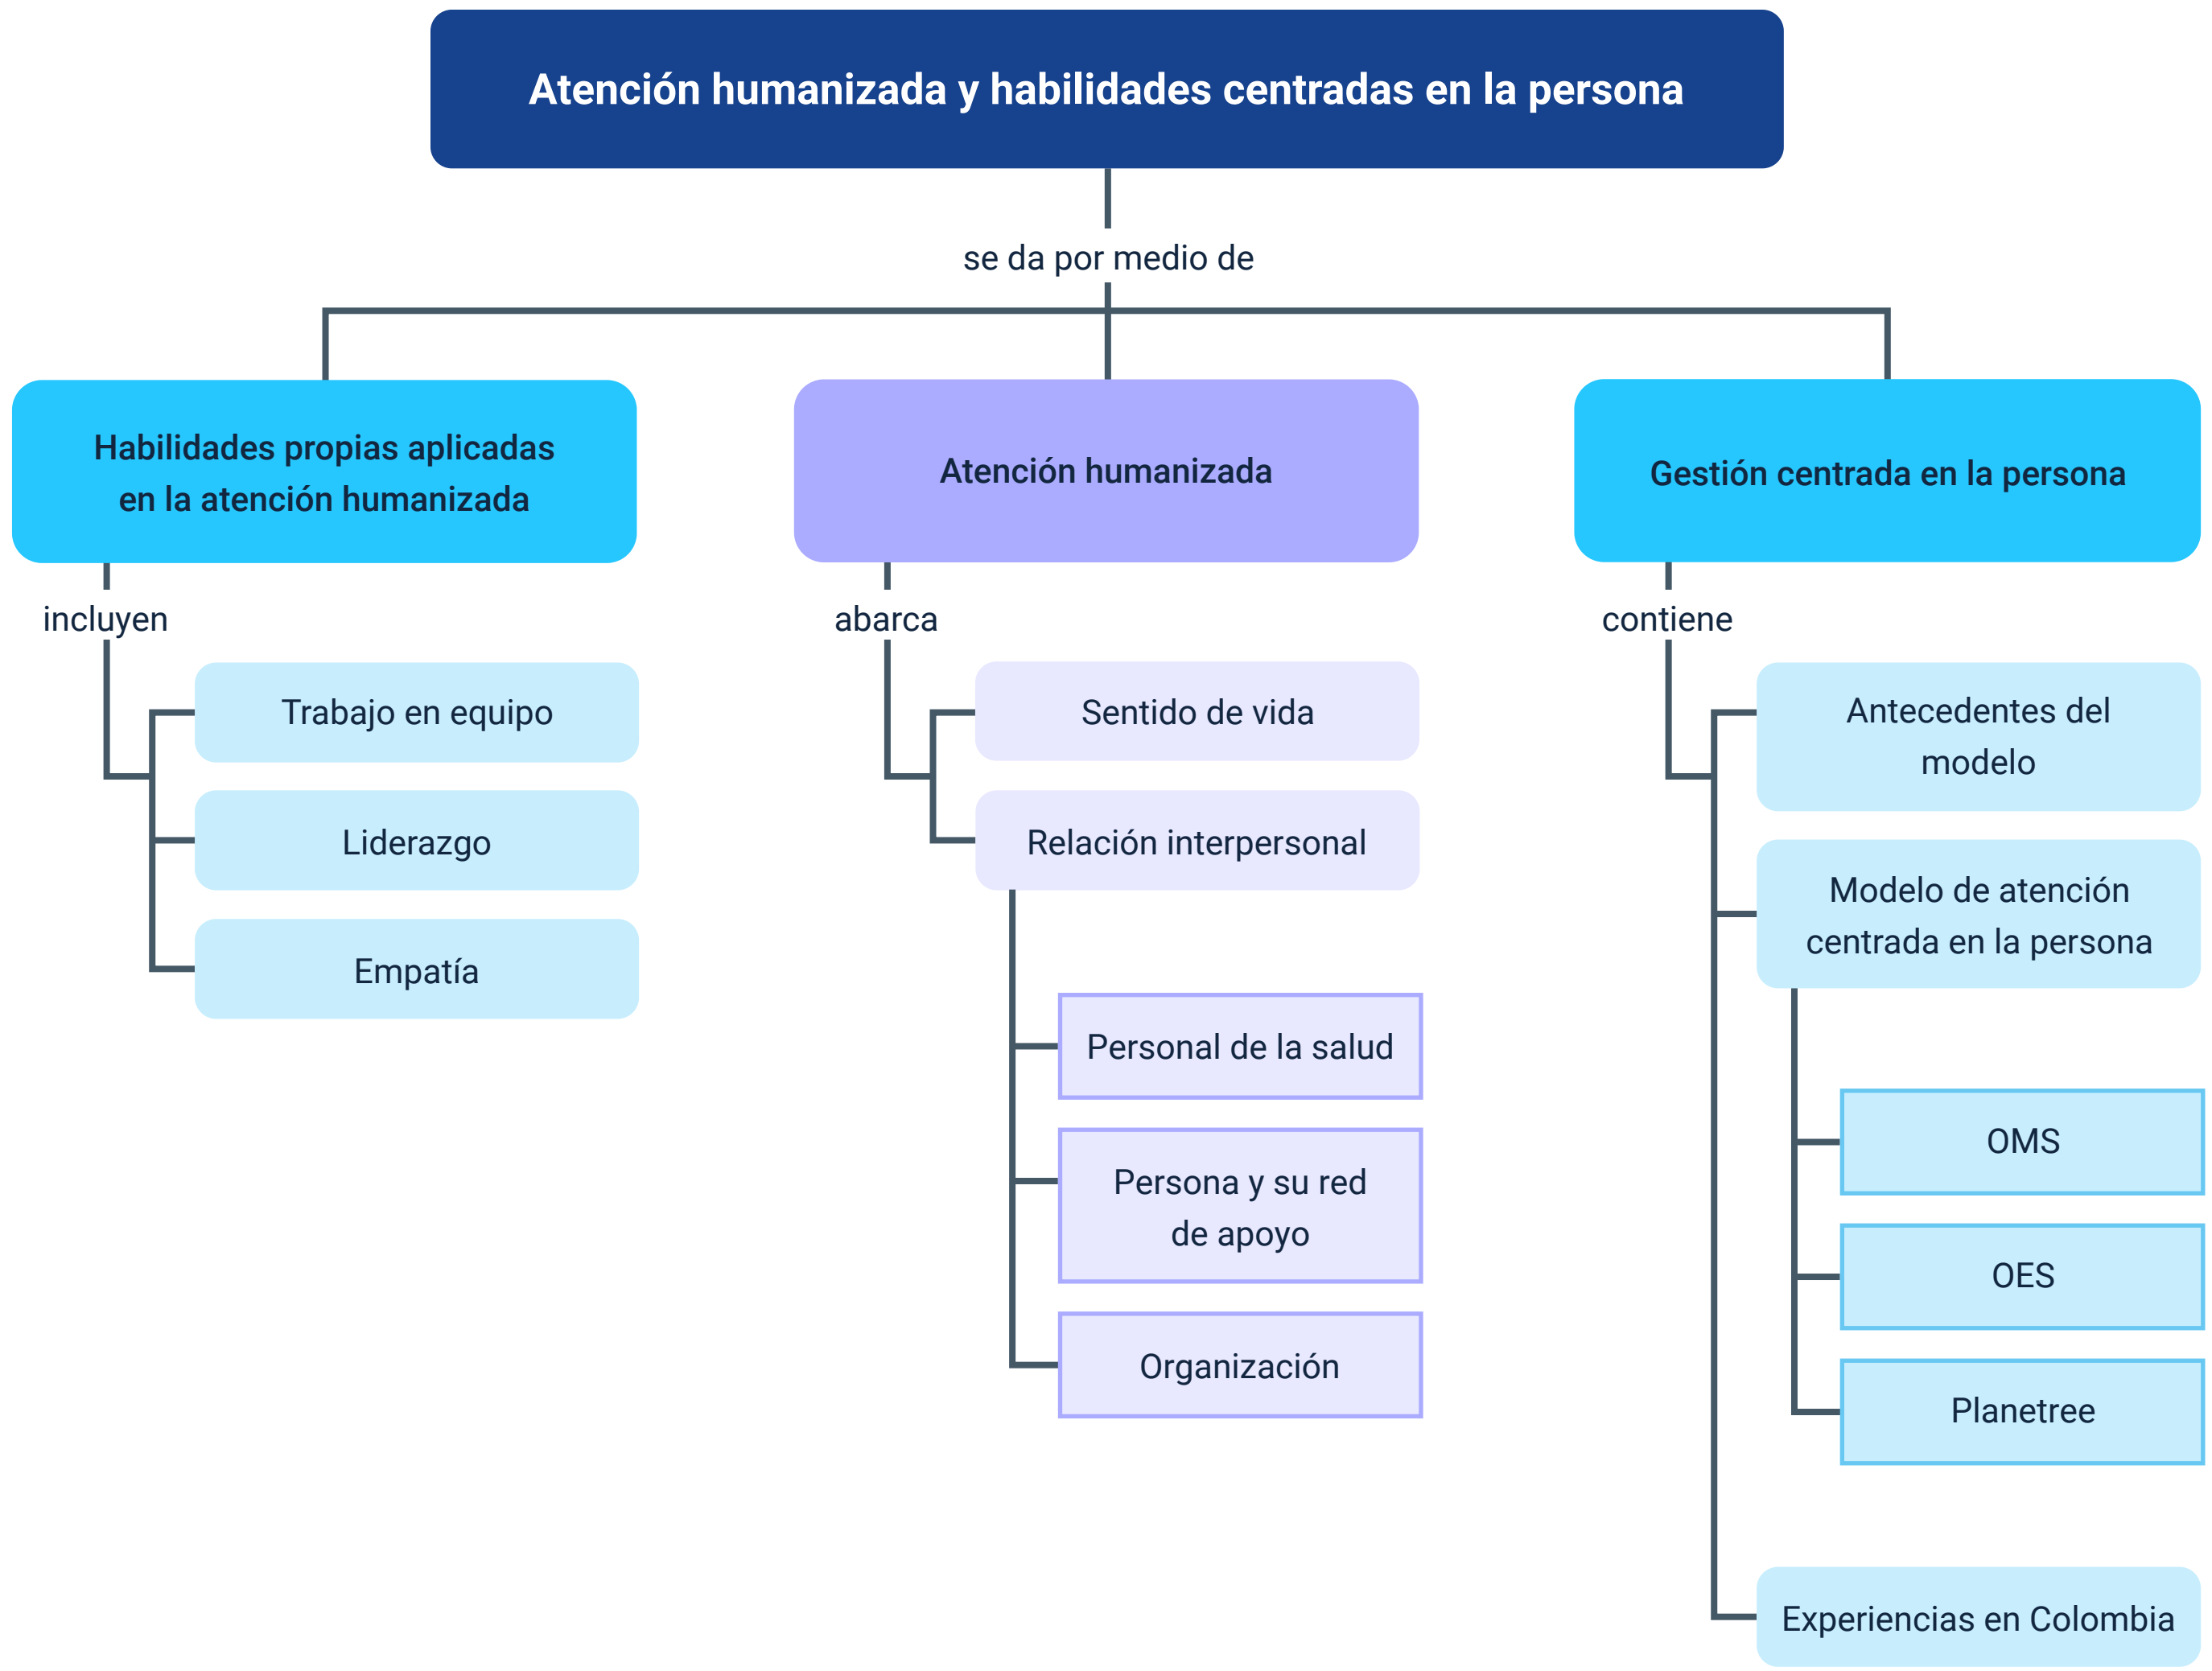 Atención humanizada y habilidades centradas en la persona
se da por medio de
Habilidades propias aplicadas
en la atención humanizada
incluyen
Trabajo en equipo
Liderazgo
Empatía
Atención humanizada
abarca
Sentido de vida
Relación interpersonal
Personal de la salud
Persona y su red
de apoyo
Organización
Gestión centrada en la persona
contiene
Antecedentes del
modelo
Modelo de atención
centrada en la persona
OMS
OES
Planetree
Experiencias en Colombia